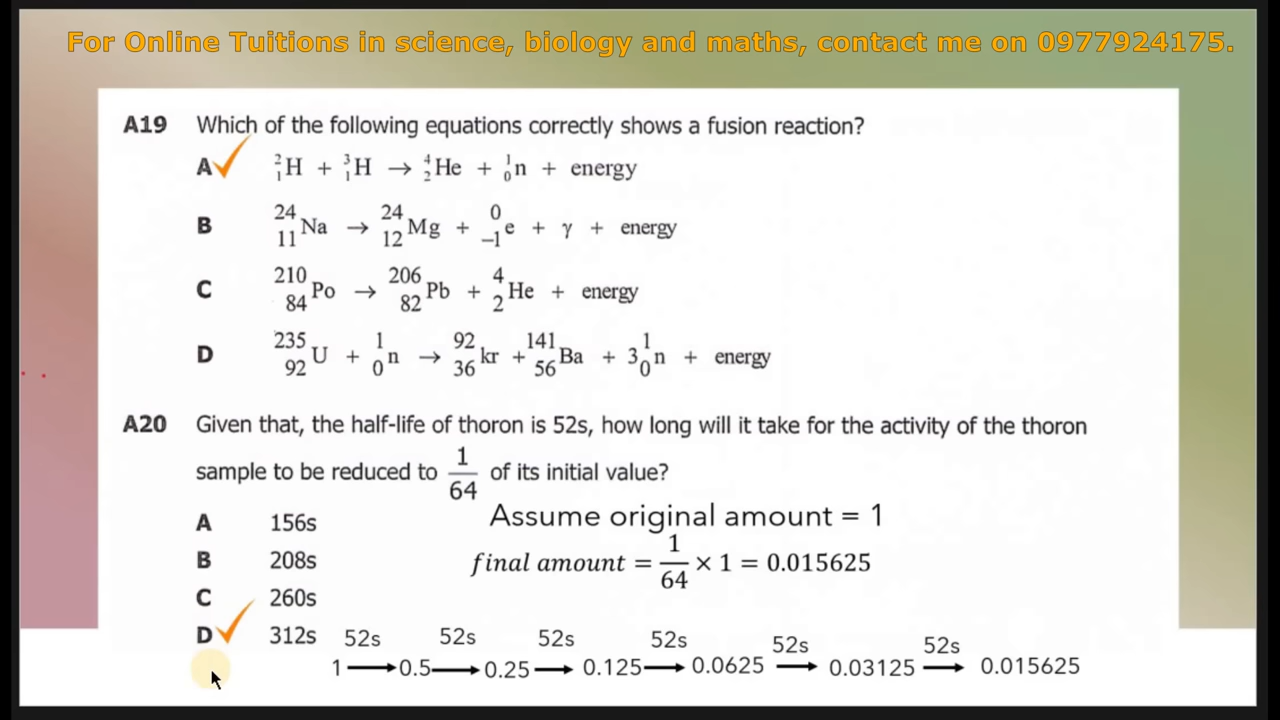 For Online Tuitions in science, biology and maths, contact me on 0977924175.
A19 Which of the following equations correctly shows a fusion reaction?
A ²₁H + ³₁H → ⁴₂He + ¹₀n + energy
B ²⁴₁₁Na → ²⁴₁₂Mg + ⁰₋₁e + γ + energy
C ²¹⁰₈₄Po → ²⁰⁶₈₂Pb + ⁴₂He + energy
D ²³⁵₉₂U + ¹₀n → ⁹²₃₆kr + ¹⁴¹₅₆Ba + 3¹₀n + energy
A20 Given that, the half-life of thoron is 52s, how long will it take for the activity of the thoron
sample to be reduced to 1/64 of its initial value?
A 156s
Assume original amount = 1
B 208s
final amount = 1/64 × 1 = 0.015625
C 260s
D 312s
52s 52s 52s 52s 52s 52s
1 → 0.5 → 0.25 → 0.125 → 0.0625 → 0.03125 → 0.015625